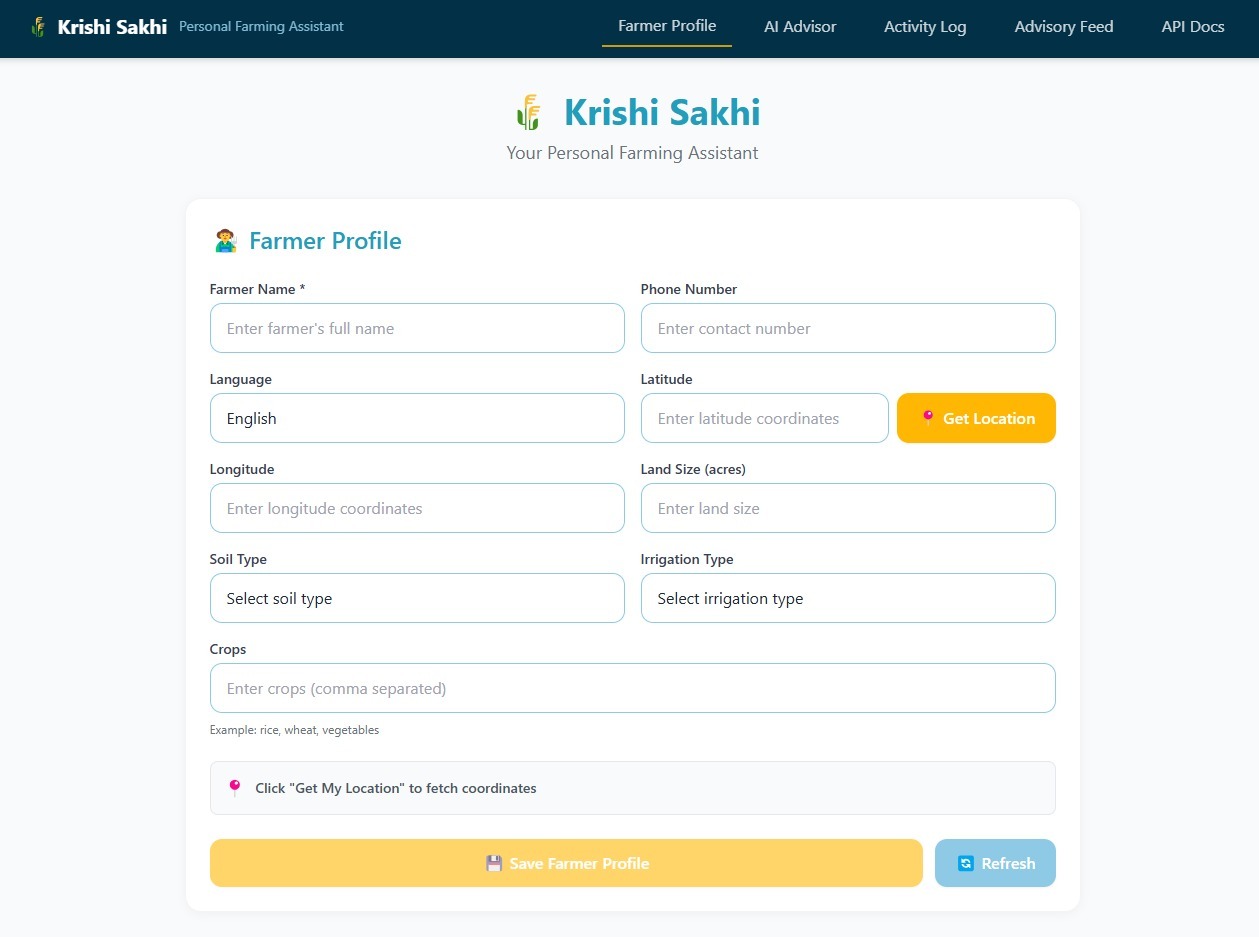 Krishi Sakhi Personal Farming Assistant Farmer Profile AI Advisor Activity Log Advisory Feed API Docs
Krishi Sakhi
Your Personal Farming Assistant
Farmer Profile
Farmer Name * Phone Number
Enter farmer's full name Enter contact number
Language Latitude
English Enter latitude coordinates Get Location
Longitude Land Size (acres)
Enter longitude coordinates Enter land size
Soil Type Irrigation Type
Select soil type Select irrigation type
Crops
Enter crops (comma separated)
Example: rice, wheat, vegetables
Click "Get My Location" to fetch coordinates
Save Farmer Profile Refresh